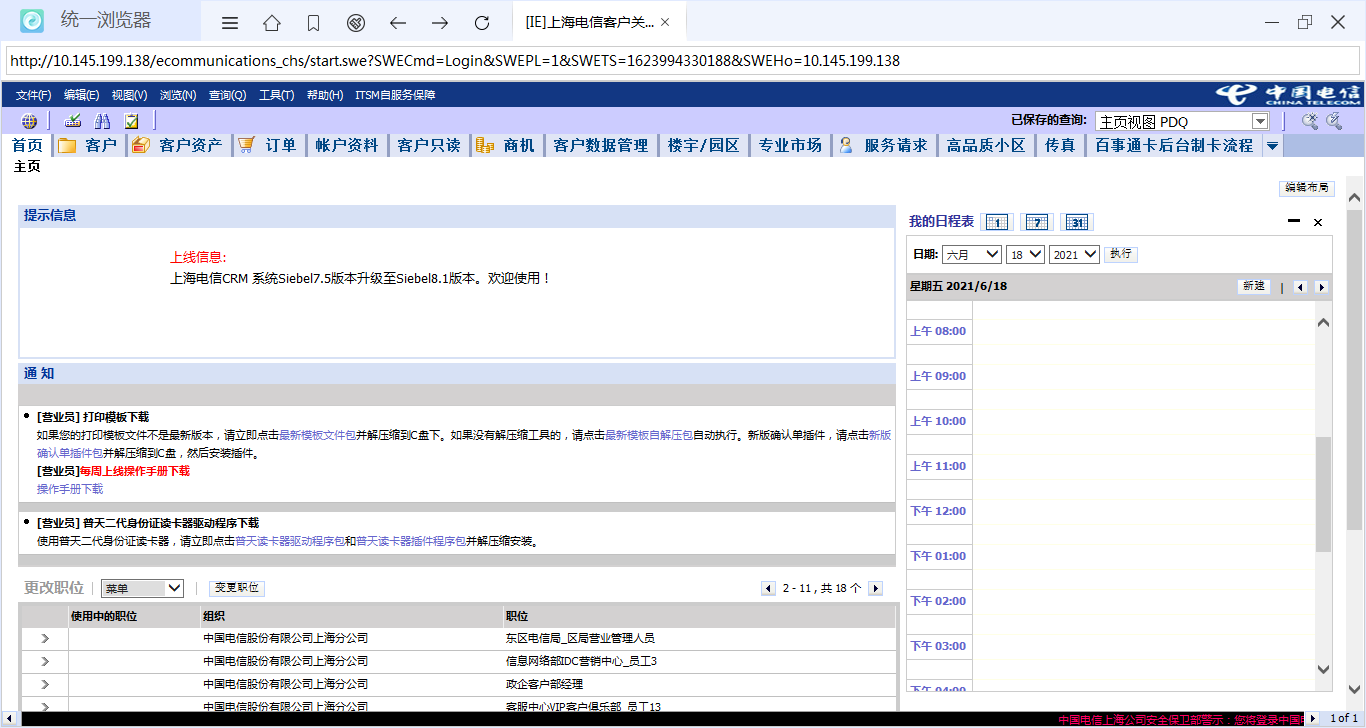 统一浏览器
[IE]上海电信客户关...
http://10.145.199.138/ecommunications_chs/start.swe?SWECmd=Login&SWEPL=1&SWETS=1623994330188&SWEHo=10.145.199.138
文件(F) 编辑(E) 视图(V) 浏览(N) 查询(Q) 工具(T) 帮助(H) ITSM自服务保障
中国电信
CHINA TELECOM
已保存的查询: 主页视图 PDQ
首页 客户 客户资产 订单 帐户资料 客户只读 商机 客户数据管理 楼宇/园区 专业市场 服务请求 高品质小区 传真 百事通卡后台制卡流程
主页
编辑布局
提示信息
上线信息:
上海电信CRM 系统Siebel7.5版本升级至Siebel8.1版本。欢迎使用！
通 知
[营业员] 打印模板下载
如果您的打印模板文件不是最新版本，请立即点击最新模板文件包并解压缩到C盘下。如果没有解压缩工具的，请点击最新模板自解压包自动执行。新版确认单插件，请点击新版
确认单插件包并解压缩到C盘，然后安装插件。
[营业员]每周上线操作手册下载
操作手册下载
[营业员] 普天二代身份证读卡器驱动程序下载
使用普天二代身份证读卡器，请立即点击普天读卡器驱动程序包和普天读卡器插件程序包并解压缩安装。
更改职位 菜单 变更职位 2 - 11 , 共 18 个
使用中的职位 组织 职位
中国电信股份有限公司上海分公司 东区电信局_区局营业管理人员
中国电信股份有限公司上海分公司 信息网络部IDC营销中心_员工3
中国电信股份有限公司上海分公司 政企客户部经理
中国电信股份有限公司上海分公司 客服中心VIP客户俱乐部_员工13
我的日程表 1 7 31
日期: 六月 18 2021 执行
星期五 2021/6/18 新建
上午 08:00
上午 09:00
上午 10:00
上午 11:00
下午 12:00
下午 01:00
下午 02:00
下午 03:00
下午 04:00
中国电信上海公司安全保卫部警示：您将登录中国
1 of 1